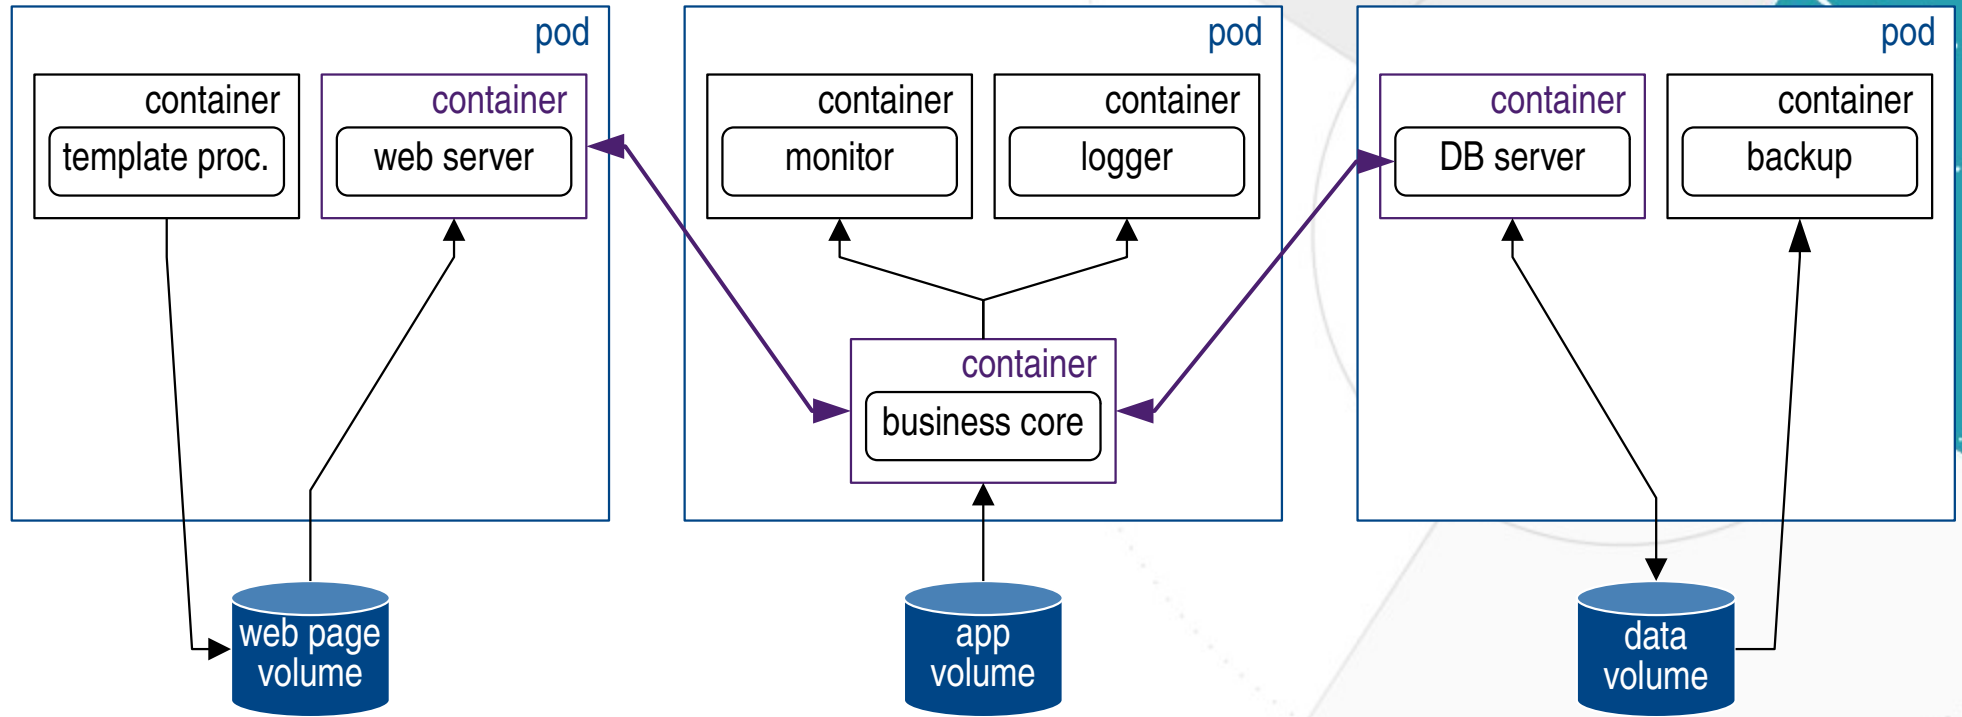 pod
container
template proc.
container
web server
web page
volume
pod
container
monitor
container
logger
container
business core
app
volume
pod
container
DB server
container
backup
data
volume